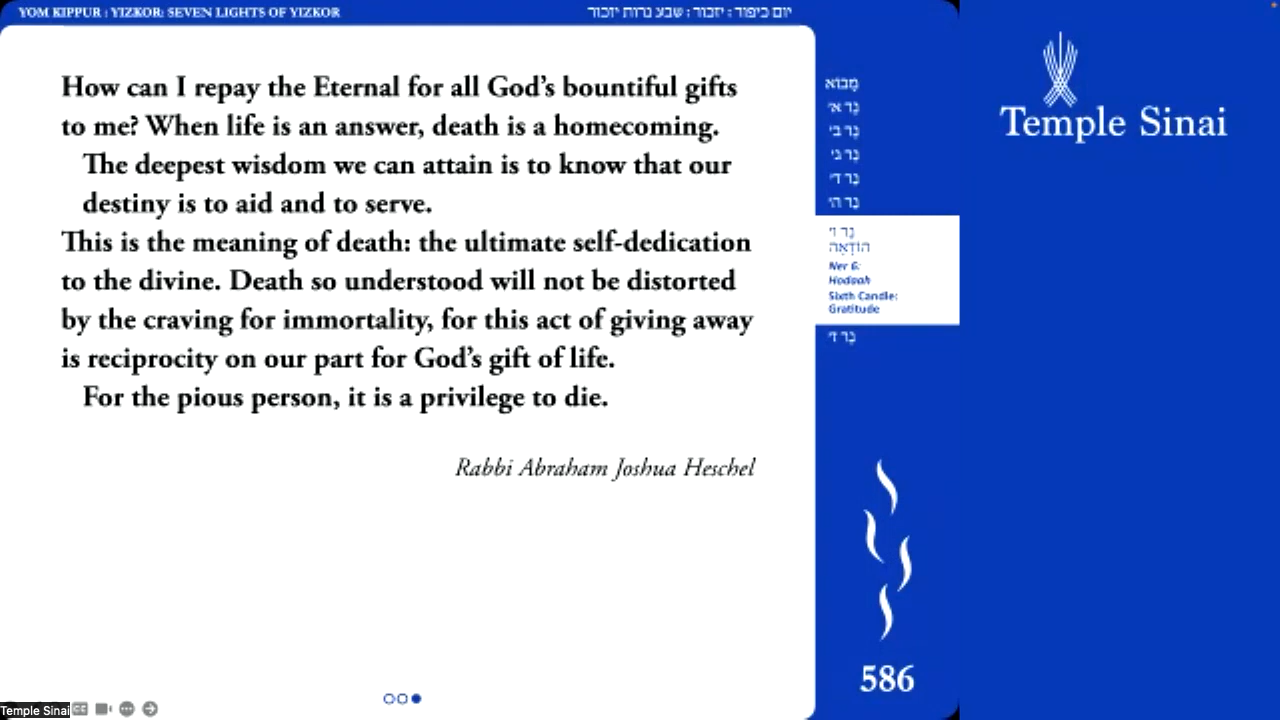 YOM KIPPUR : YIZKOR: SEVEN LIGHTS OF YIZKOR
יום כיפור : יזכור : שבע נרות יזכור
How can I repay the Eternal for all God’s bountiful gifts
to me? When life is an answer, death is a homecoming.
The deepest wisdom we can attain is to know that our
destiny is to aid and to serve.
This is the meaning of death: the ultimate self-dedication
to the divine. Death so understood will not be distorted
by the craving for immortality, for this act of giving away
is reciprocity on our part for God’s gift of life.
For the pious person, it is a privilege to die.
Rabbi Abraham Joshua Heschel
מָבוֹא
נֵר א׳
נֵר ב׳
נֵר ג׳
נֵר ד׳
נֵר ה׳
נֵר ו׳
הוֹדָאָה
Ner 6:
Hodaah
Sixth Candle:
Gratitude
נֵר ז׳
586
Temple Sinai
Temple Sinai
CC